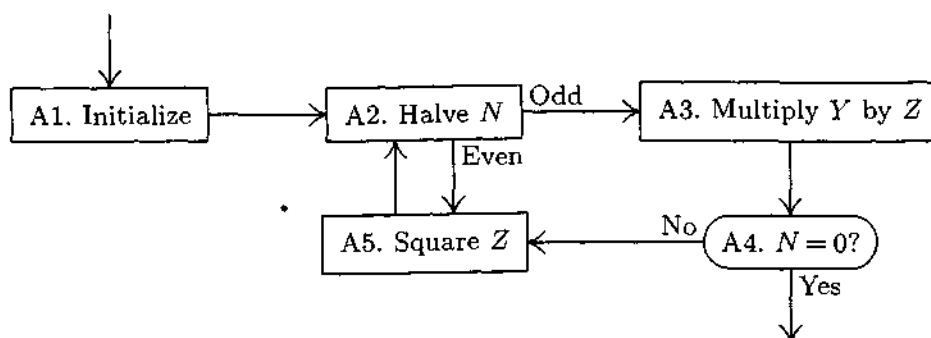 A1. Initialize
A2. Halve N
Odd
A3. Multiply Y by Z
Even
A5. Square Z
No
A4. N = 0?
Yes